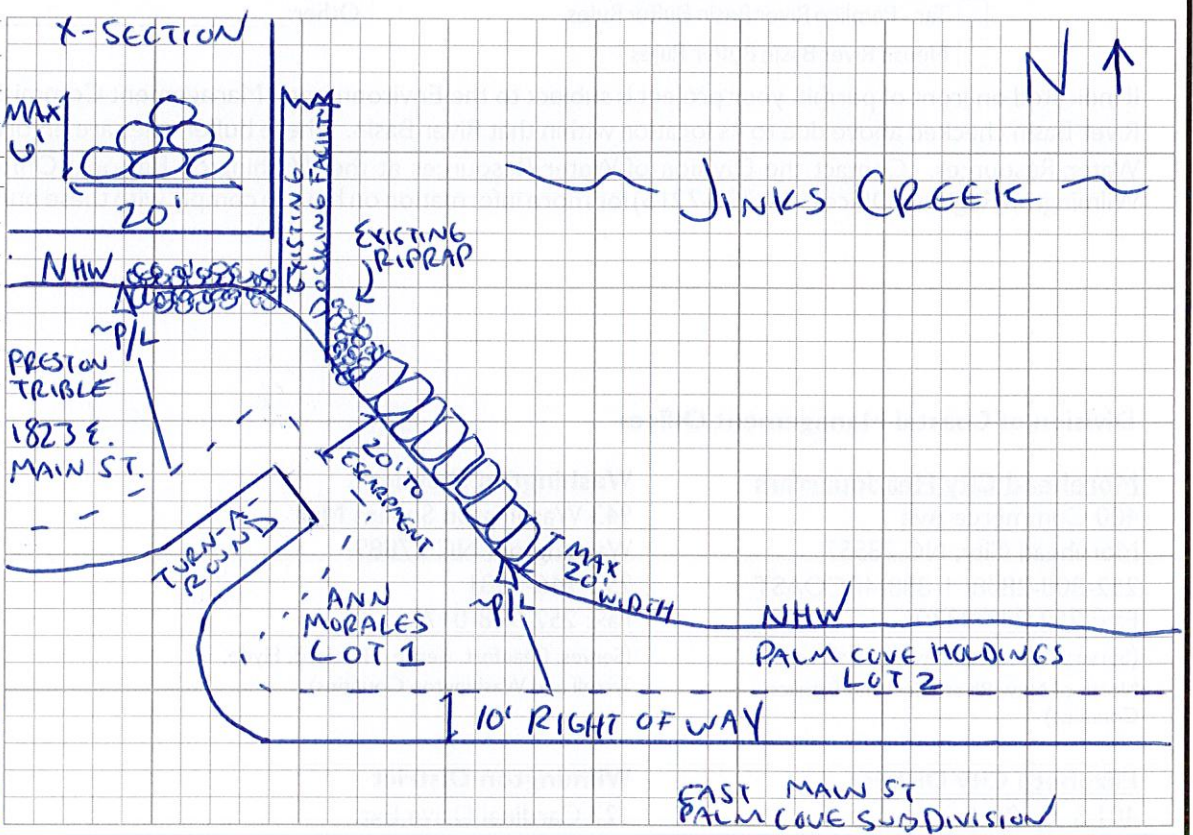 X-SECTION
MAX
6'
20'
N ↑
EXISTING
DOCKING FACILITY
JINKS CREEK
EXISTING
RIPRAP
NHW
~P/L
PRESTON
TRIBLE
1823 E.
MAIN ST.
TURN-A-
ROUND
20' TO
ESCARPMENT
MAX
20'
WIDTH
~P/L
ANN
MORALES
LOT 1
NHW
PALM COVE HOLDINGS
LOT 2
10' RIGHT OF WAY
EAST MAIN ST
PALM COVE SUBDIVISION